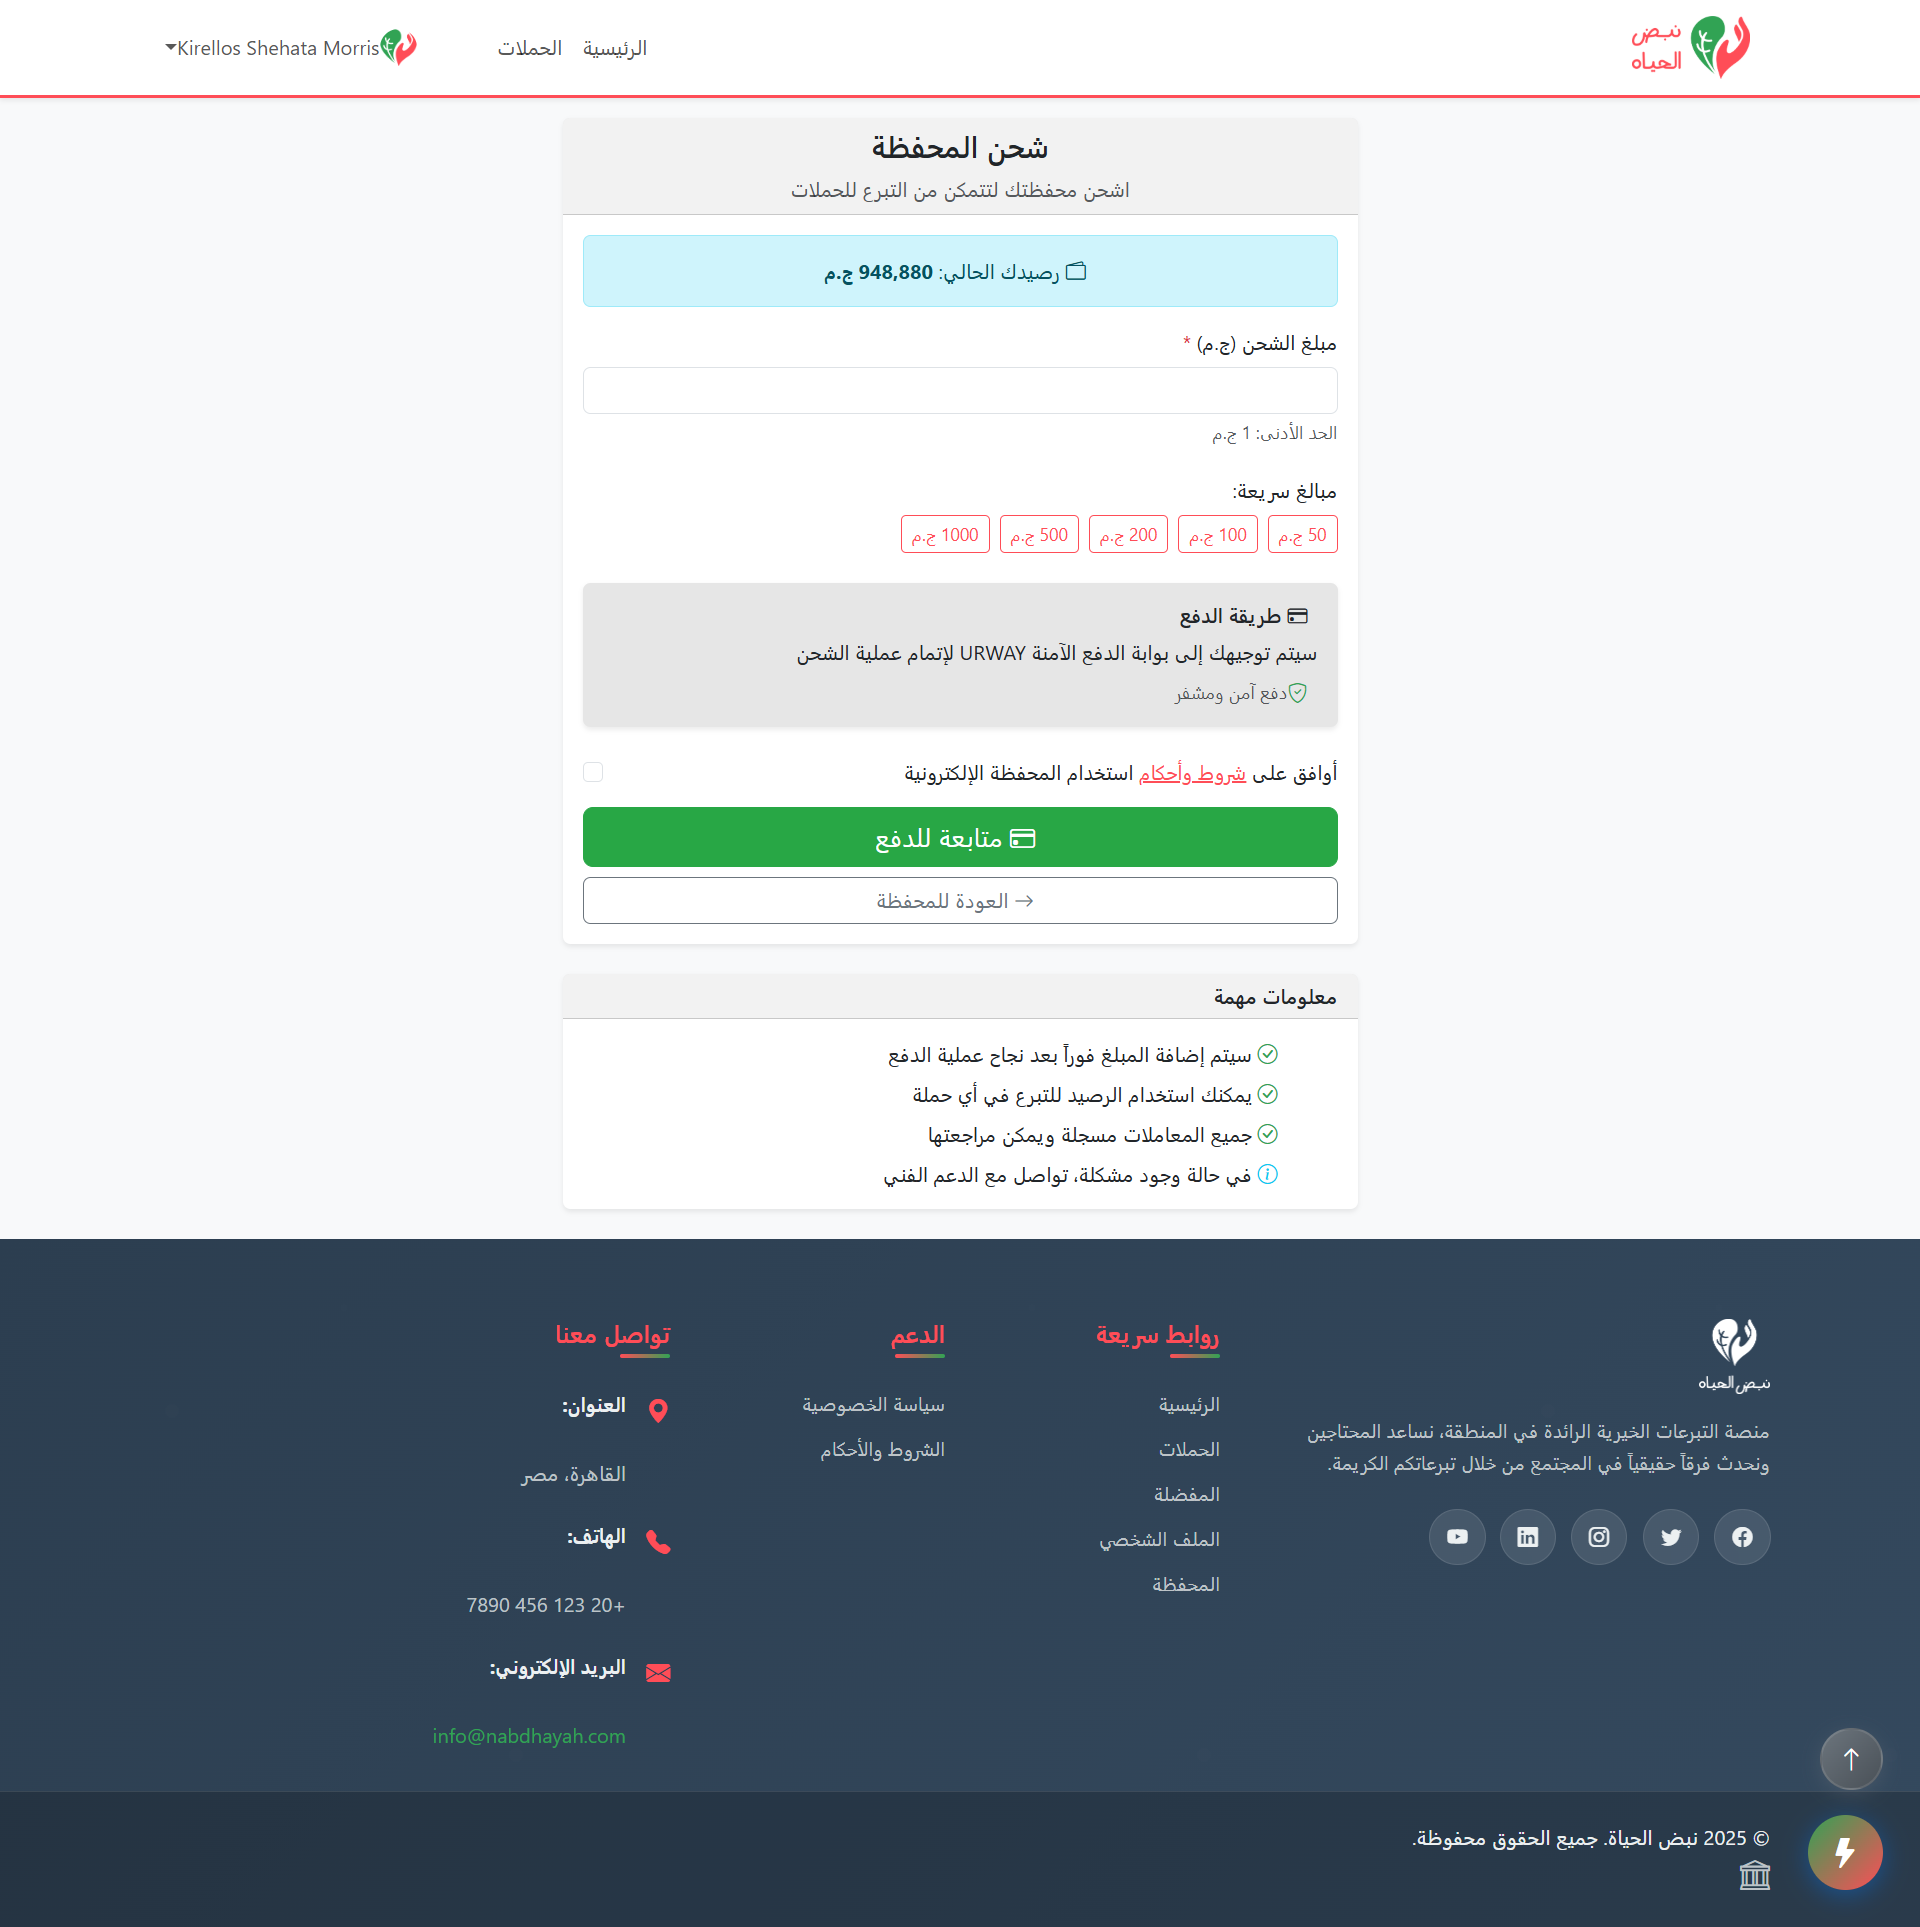 نبض
الحياه
الرئيسية
الحملات
Kirellos Shehata Morris
شحن المحفظة
اشحن محفظتك لتتمكن من التبرع للحملات
رصيدك الحالي: 948,880 ج.م
مبلغ الشحن (ج.م) *
الحد الأدنى: 1 ج.م
مبالغ سريعة:
50 ج.م
100 ج.م
200 ج.م
500 ج.م
1000 ج.م
طريقة الدفع
سيتم توجيهك إلى بوابة الدفع الآمنة URWAY لإتمام عملية الشحن
دفع آمن ومشفر
أوافق على شروط وأحكام استخدام المحفظة الإلكترونية
متابعة للدفع
العودة للمحفظة
معلومات مهمة
سيتم إضافة المبلغ فوراً بعد نجاح عملية الدفع
يمكنك استخدام الرصيد للتبرع في أي حملة
جميع المعاملات مسجلة ويمكن مراجعتها
في حالة وجود مشكلة، تواصل مع الدعم الفني
نبض الحياه
منصة التبرعات الخيرية الرائدة في المنطقة، نساعد المحتاجين
ونحدث فرقاً حقيقياً في المجتمع من خلال تبرعاتكم الكريمة.
روابط سريعة
الرئيسية
الحملات
المفضلة
الملف الشخصي
المحفظة
الدعم
سياسة الخصوصية
الشروط والأحكام
تواصل معنا
العنوان:
القاهرة، مصر
الهاتف:
+20 123 456 7890
البريد الإلكتروني:
info@nabdhayah.com
© 2025 نبض الحياة. جميع الحقوق محفوظة.